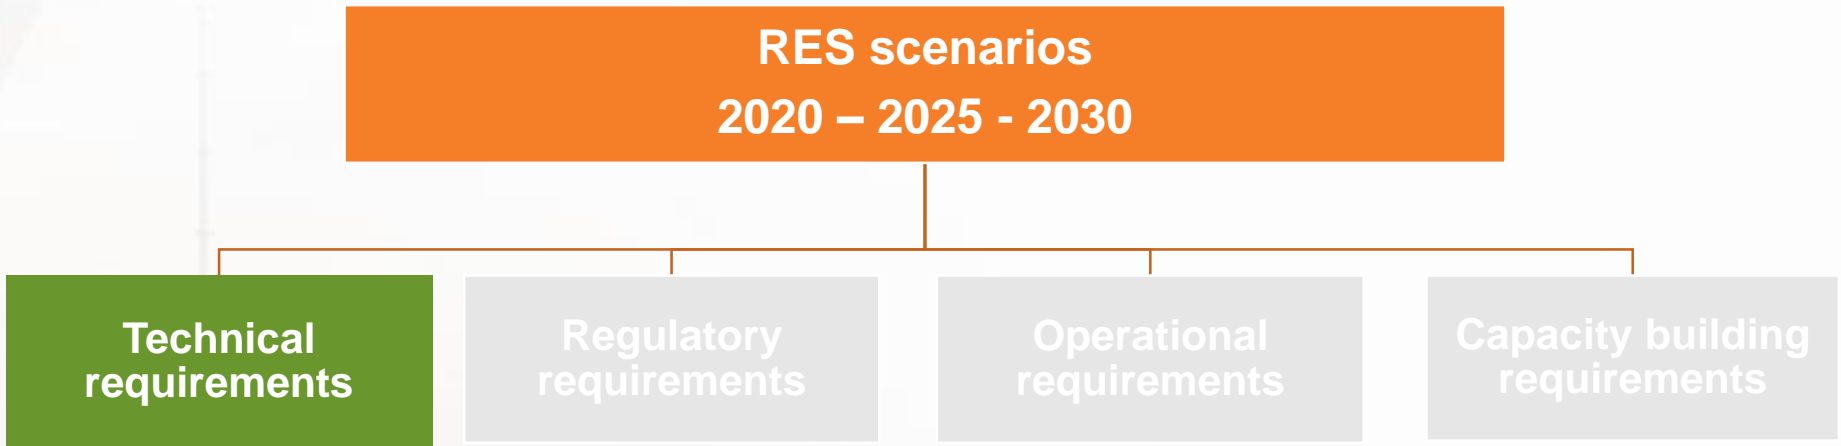 RES scenarios
2020 – 2025 - 2030
Technical
requirements
Regulatory
requirements
Operational
requirements
Capacity building
requirements